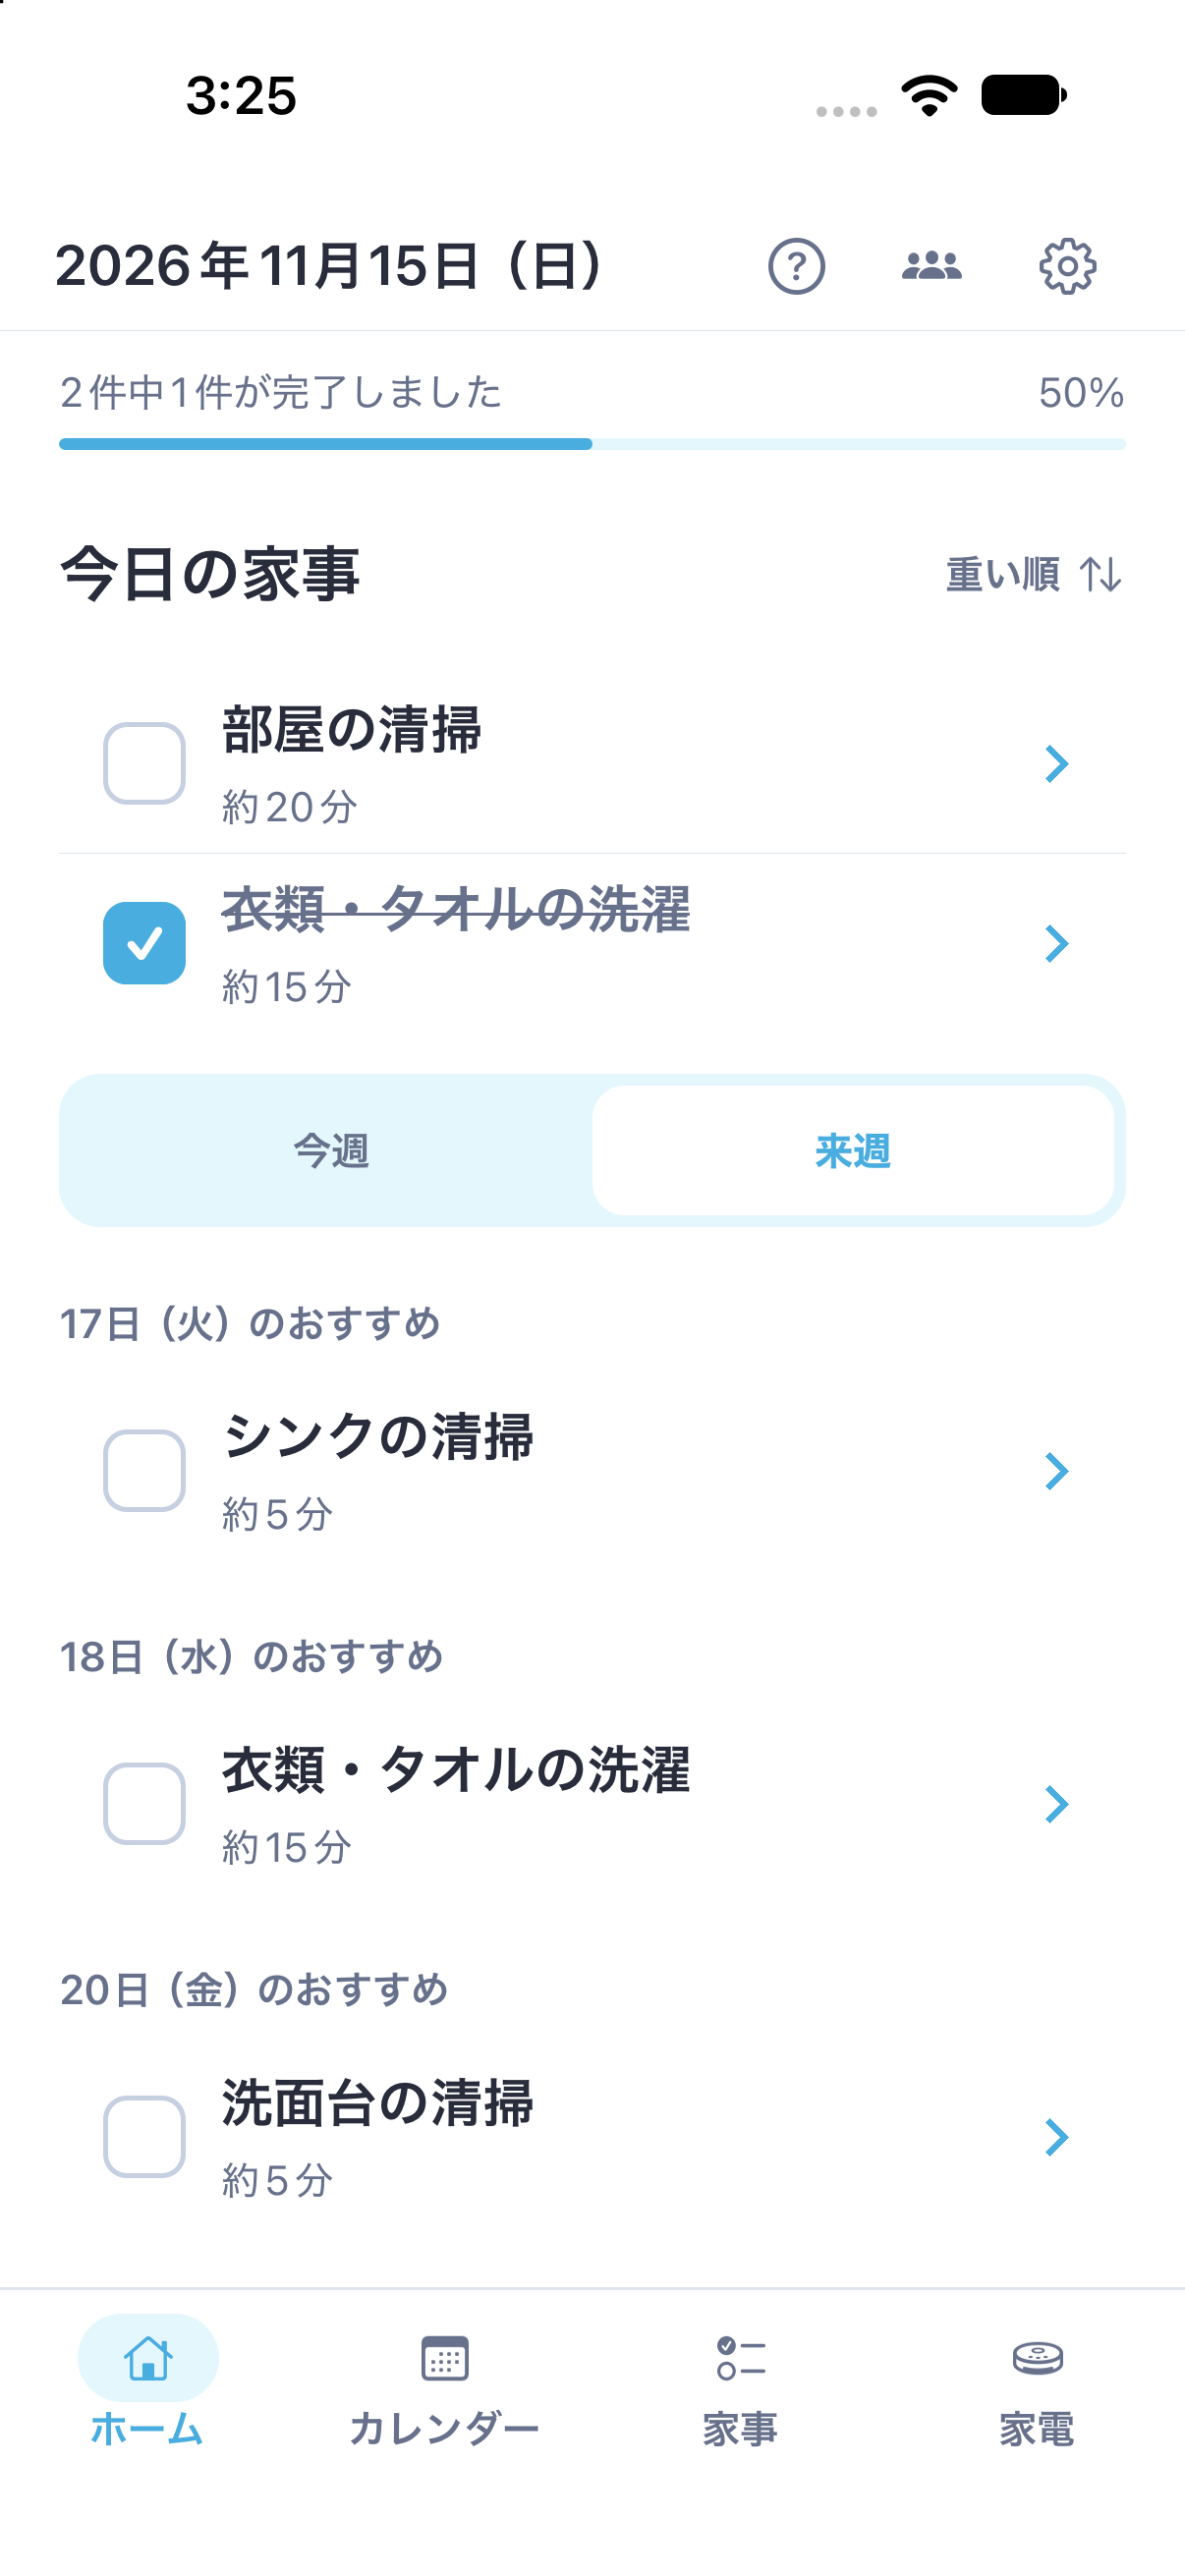 3:25
2026年11月15日（日）
2件中1件が完了しました 50%
今日の家事 重い順
部屋の清掃
約20分
衣類・タオルの洗濯
約15分
今週 来週
17日（火）のおすすめ
シンクの清掃
約5分
18日（水）のおすすめ
衣類・タオルの洗濯
約15分
20日（金）のおすすめ
洗面台の清掃
約5分
ホーム カレンダー 家事 家電